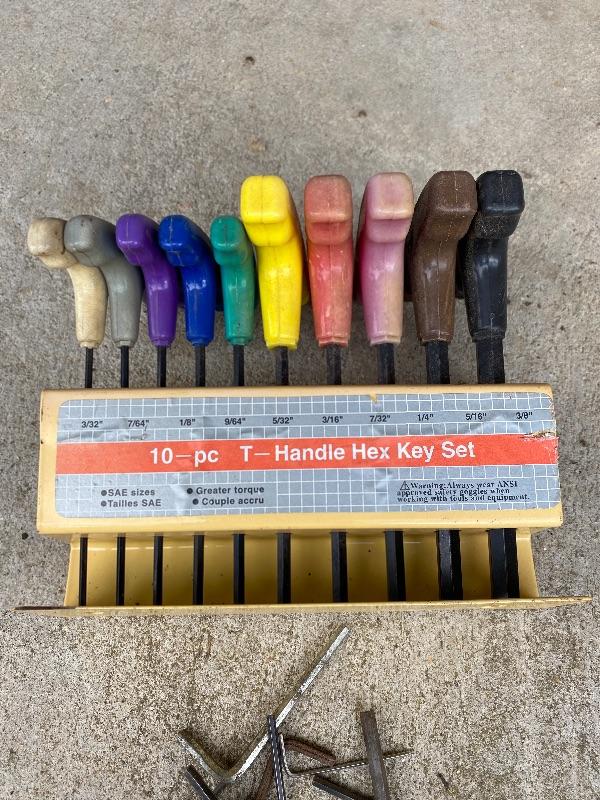 3/32" 7/64" 1/8" 9/64" 5/32" 3/16" 7/32" 1/4" 5/16" 3/8"
10-pc T-Handle Hex Key Set
●SAE sizes ●Greater torque
●Tailles SAE ●Couple accru
⚠Warning:Always wear ANSI
approved safety goggles when
working with tools and equipment.